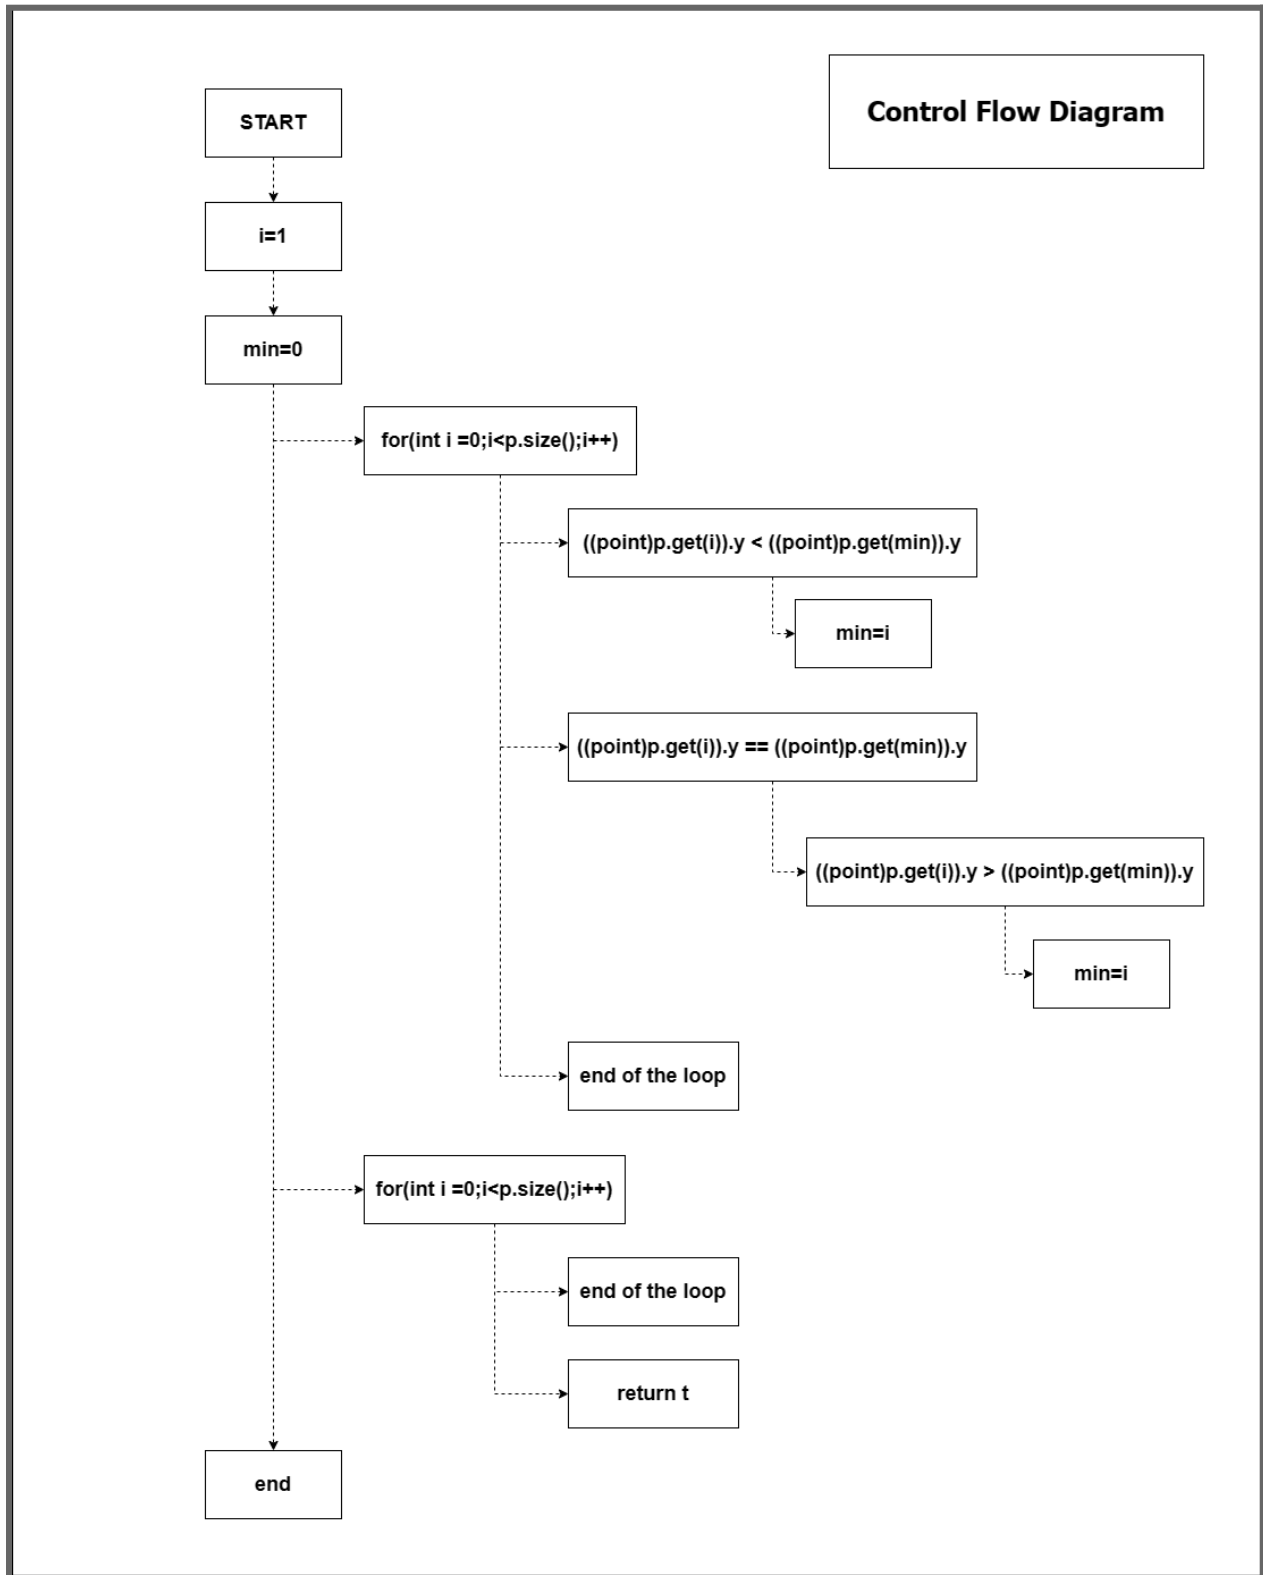 Control Flow Diagram
START
i=1
min=0
for(int i =0;i<p.size();i++)
((point)p.get(i)).y < ((point)p.get(min)).y
min=i
((point)p.get(i)).y == ((point)p.get(min)).y
((point)p.get(i)).y > ((point)p.get(min)).y
min=i
end of the loop
for(int i =0;i<p.size();i++)
end of the loop
return t
end